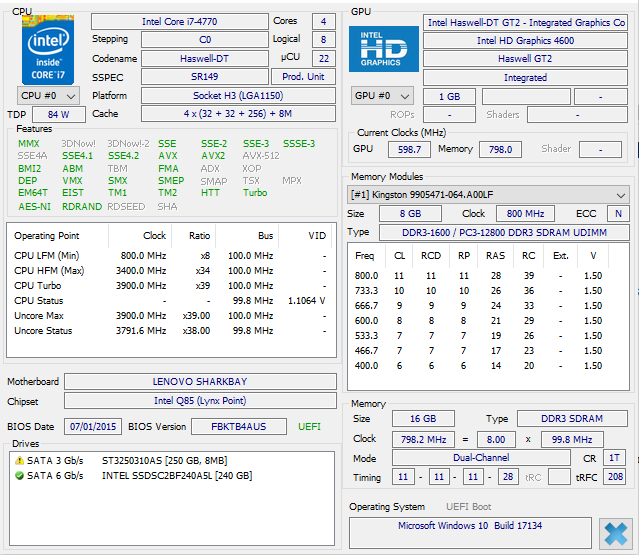 CPU
intel inside™ CORE™ i7
Intel Core i7-4770 Cores 4
Stepping C0 Logical 8
Codename Haswell-DT µCU 22
SSPEC SR149 Prod. Unit
CPU #0 Platform Socket H3 (LGA1150)
TDP 84 W Cache 4 x (32 + 32 + 256) + 8M
Features
MMX 3DNow! 3DNow!-2 SSE SSE-2 SSE-3 SSSE-3
SSE4A SSE4.1 SSE4.2 AVX AVX2 AVX-512
BMI2 ABM TBM FMA ADX XOP
DEP VMX SMX SMEP SMAP TSX MPX
EM64T EIST TM1 TM2 HTT Turbo
AES-NI RDRAND RDSEED SHA
Operating Point Clock Ratio Bus VID
CPU LFM (Min) 800.0 MHz x8 100.0 MHz -
CPU HFM (Max) 3400.0 MHz x34 100.0 MHz -
CPU Turbo 3900.0 MHz x39 100.0 MHz -
CPU Status - - 99.8 MHz 1.1064 V
Uncore Max 3900.0 MHz x39.00 100.0 MHz -
Uncore Status 3791.6 MHz x38.00 99.8 MHz -
Motherboard LENOVO SHARKBAY
Chipset Intel Q85 (Lynx Point)
BIOS Date 07/01/2015 BIOS Version FBKTB4AUS UEFI
Drives
SATA 3 Gb/s ST3250310AS [250 GB, 8MB]
SATA 6 Gb/s INTEL SSDSC2BF240A5L [240 GB]
GPU
INTEL HD GRAPHICS
Intel Haswell-DT GT2 - Integrated Graphics Co
Intel HD Graphics 4600
Haswell GT2
Integrated
GPU #0 1 GB -
ROPs - Shaders -
Current Clocks (MHz)
GPU 598.7 Memory 798.0 Shader -
Memory Modules
[#1] Kingston 9905471-064.A00LF
Size 8 GB Clock 800 MHz ECC N
Type DDR3-1600 / PC3-12800 DDR3 SDRAM UDIMM
Freq CL RCD RP RAS RC Ext. V
800.0 11 11 11 28 39 - 1.50
733.3 10 10 10 26 36 - 1.50
666.7 9 9 9 24 33 - 1.50
600.0 8 8 8 21 29 - 1.50
533.3 7 7 7 19 26 - 1.50
466.7 7 7 7 17 23 - 1.50
400.0 6 6 6 14 20 - 1.50
Memory
Size 16 GB Type DDR3 SDRAM
Clock 798.2 MHz = 8.00 x 99.8 MHz
Mode Dual-Channel CR 1T
Timing 11 - 11 - 11 - 28 tRC tRFC 208
Operating System UEFI Boot
Microsoft Windows 10 Build 17134